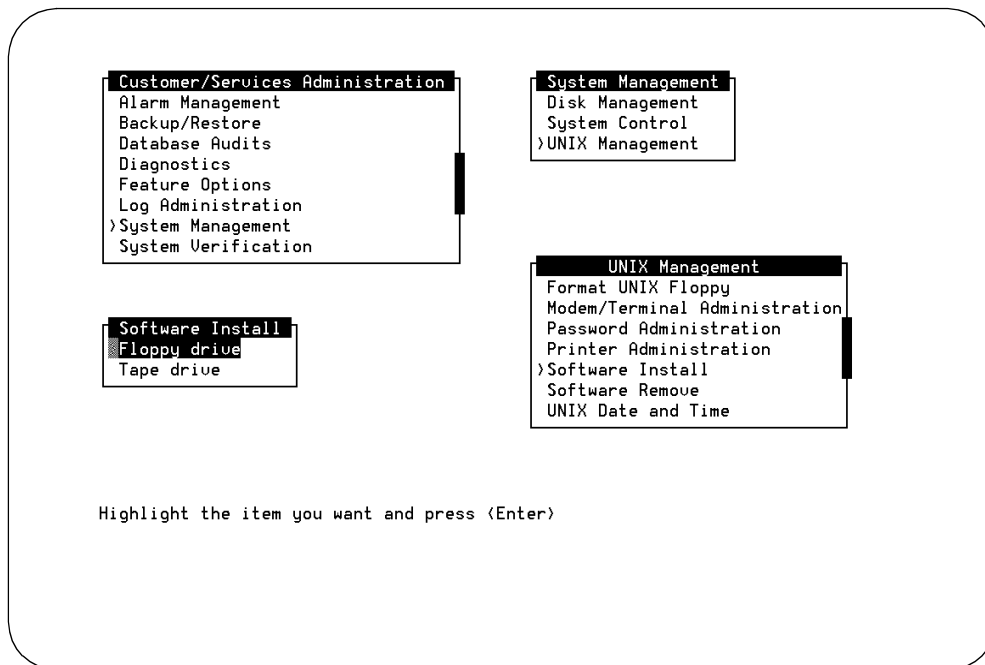 Customer/Services Administration
Alarm Management
Backup/Restore
Database Audits
Diagnostics
Feature Options
Log Administration
>System Management
System Verification
System Management
Disk Management
System Control
>UNIX Management
UNIX Management
Format UNIX Floppy
Modem/Terminal Administration
Password Administration
Printer Administration
>Software Install
Software Remove
UNIX Date and Time
Software Install
Floppy drive
Tape drive
Highlight the item you want and press <Enter>